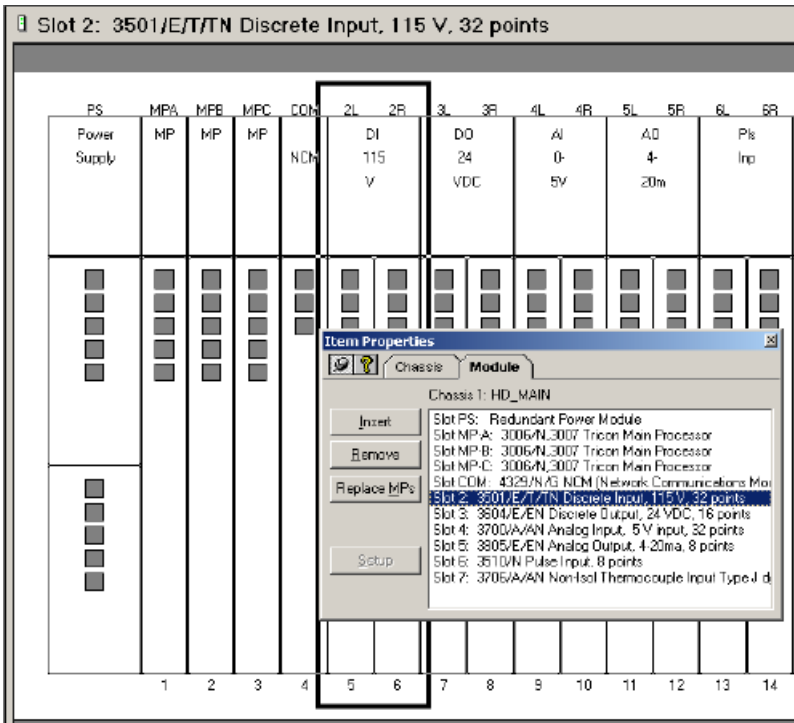 Slot 2: 3501/E/T/TN Discrete Input, 115 V, 32 points
PS MPA MPB MPC COM 2L 2R 3L 3R 4L 4R 5L 5R 6L 6R
Power MP MP MP DI DO AI AO Pls
Supply NCM 115 24 0- 4- Inp
V VDC 5V 20m
Item Properties
Chassis Module
Chassis 1: HD_MAIN
Insert
Remove
Replace MPs
Setup
Slot PS: Redundant Power Module
Slot MP-A: 3006/N,3007 Tricon Main Processor
Slot MP-B: 3006/N,3007 Tricon Main Processor
Slot MP-C: 3006/N,3007 Tricon Main Processor
Slot COM: 4329/N/G NCM (Network Communications Mo
Slot 2: 3501/E/T/TN Discrete Input, 115 V, 32 points
Slot 3: 3604/E/EN Discrete Output, 24 VDC, 16 points
Slot 4: 3700/A/AN Analog Input, 5 V input, 32 points
Slot 5: 3805/E/EN Analog Output, 4-20ma, 8 points
Slot 6: 3510/N Pulse Input, 8 points
Slot 7: 3706/A/AN Non-Isol Thermocouple Input Type J d
1 2 3 4 5 6 7 8 9 10 11 12 13 14